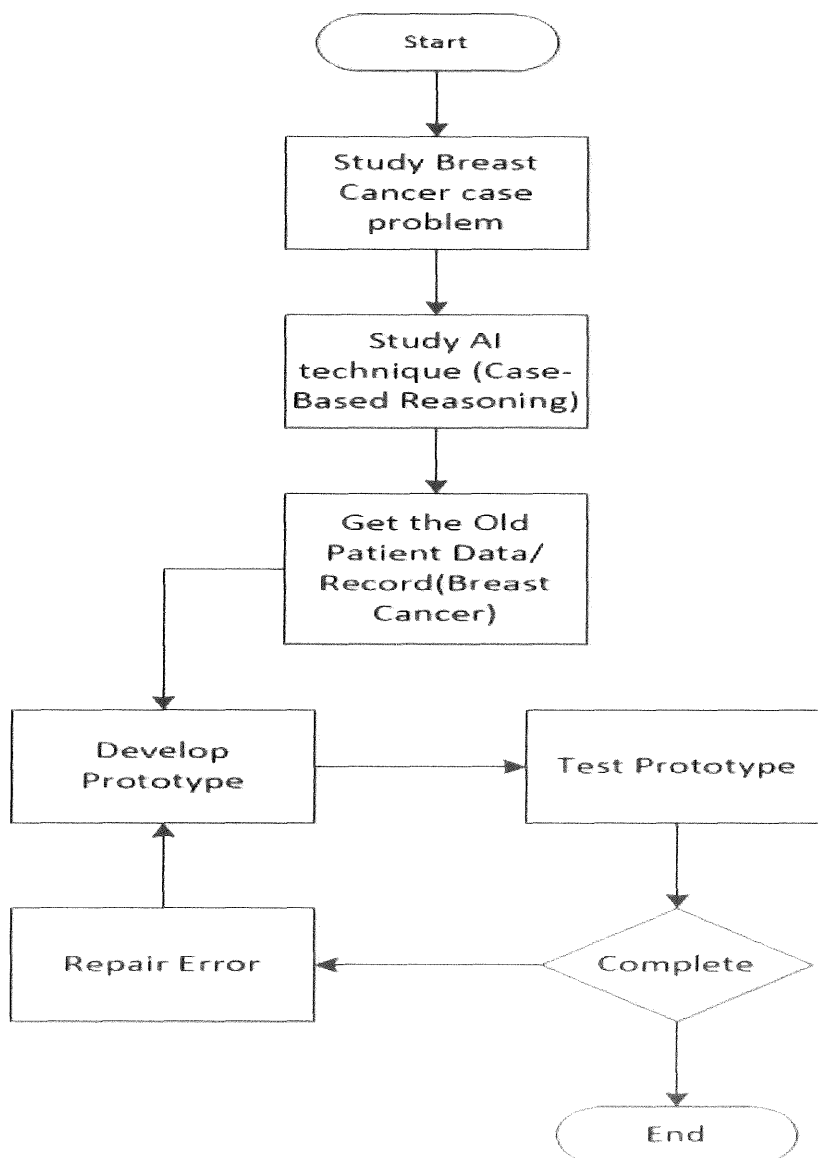 Start
Study Breast
Cancer case
problem
Study AI
technique (Case-
Based Reasoning)
Get the Old
Patient Data/
Record(Breast
Cancer)
Develop
Prototype
Test Prototype
Repair Error
Complete
End